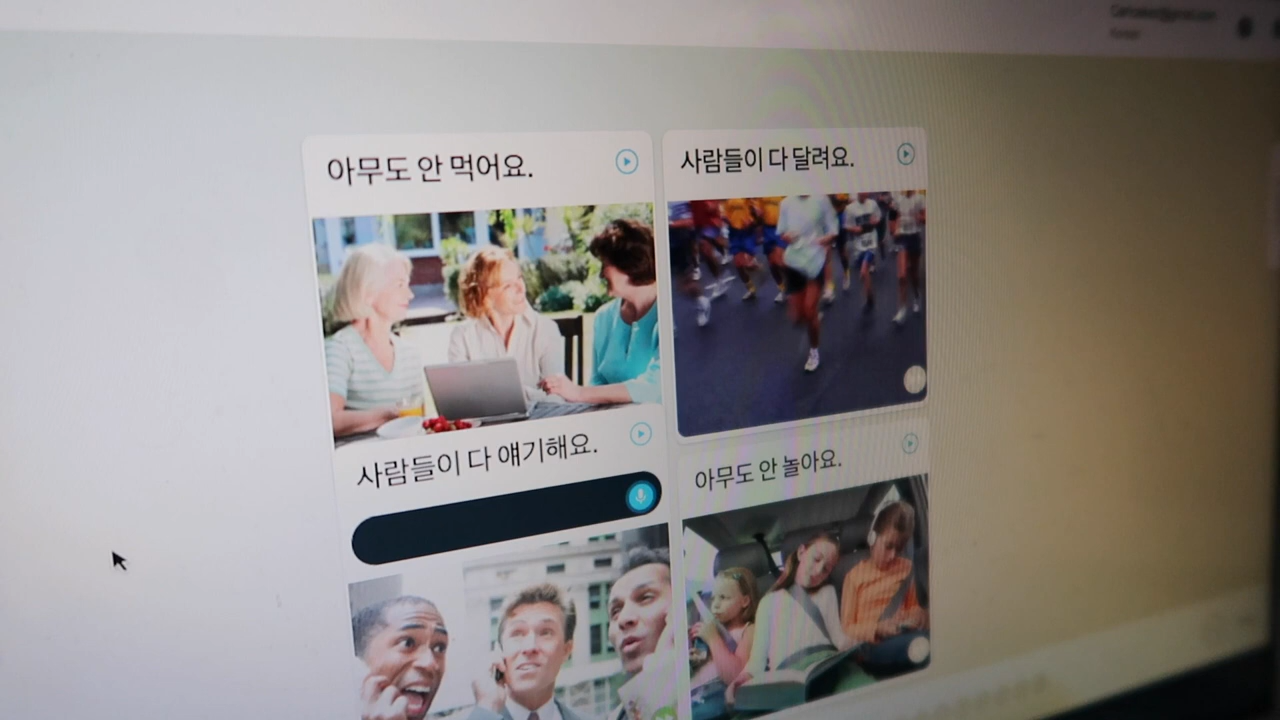 아무도 안 먹어요.
사람들이 다 달려요.
사람들이 다 얘기해요.
아무도 안 놀아요.